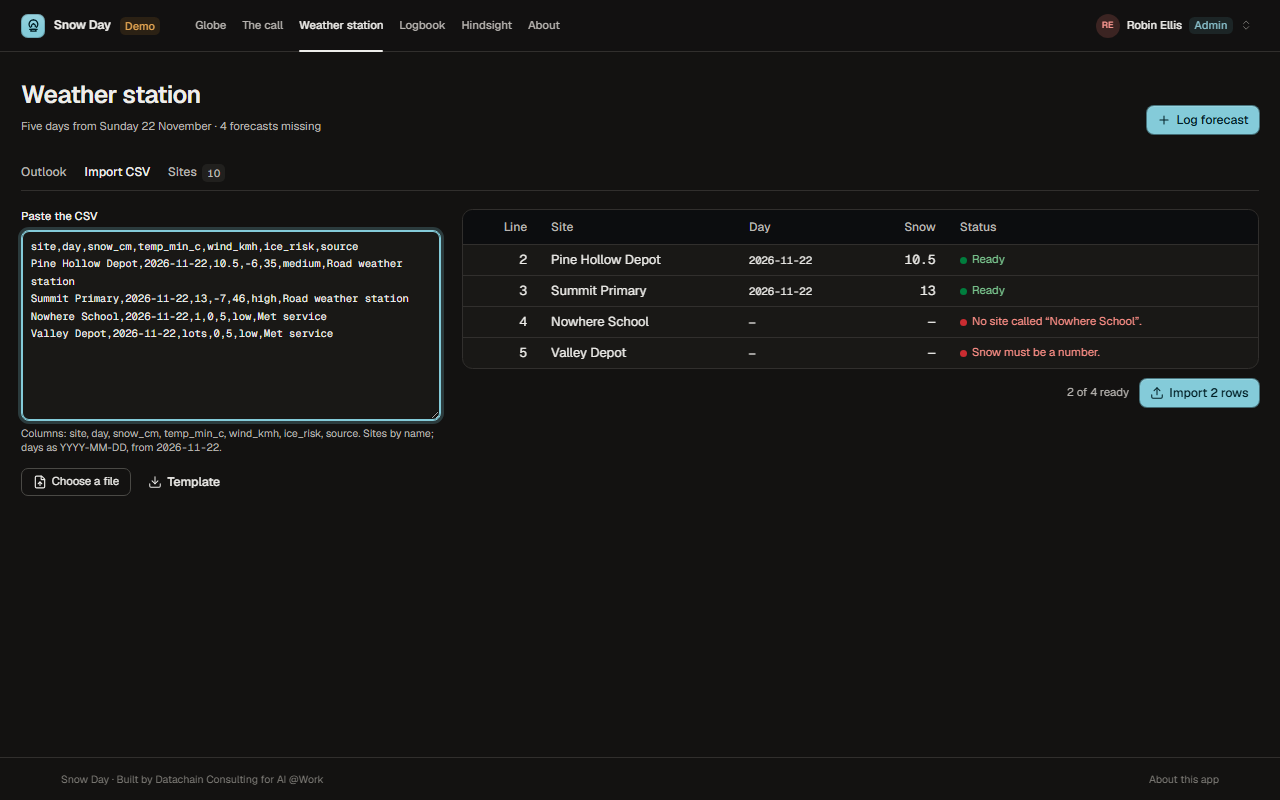 Snow Day Demo Globe The call Weather station Logbook Hindsight About RE Robin Ellis Admin
Weather station
Five days from Sunday 22 November · 4 forecasts missing
+ Log forecast
Outlook Import CSV Sites 10
Paste the CSV
site,day,snow_cm,temp_min_c,wind_kmh,ice_risk,source
Pine Hollow Depot,2026-11-22,10.5,-6,35,medium,Road weather
station
Summit Primary,2026-11-22,13,-7,46,high,Road weather station
Nowhere School,2026-11-22,1,0,5,low,Met service
Valley Depot,2026-11-22,lots,0,5,low,Met service
Columns: site, day, snow_cm, temp_min_c, wind_kmh, ice_risk, source. Sites by name;
days as YYYY-MM-DD, from 2026-11-22.
Choose a file Template
Line Site Day Snow Status
2 Pine Hollow Depot 2026-11-22 10.5 Ready
3 Summit Primary 2026-11-22 13 Ready
4 Nowhere School – – No site called “Nowhere School”.
5 Valley Depot – – Snow must be a number.
2 of 4 ready Import 2 rows
Snow Day · Built by Datachain Consulting for AI @Work About this app